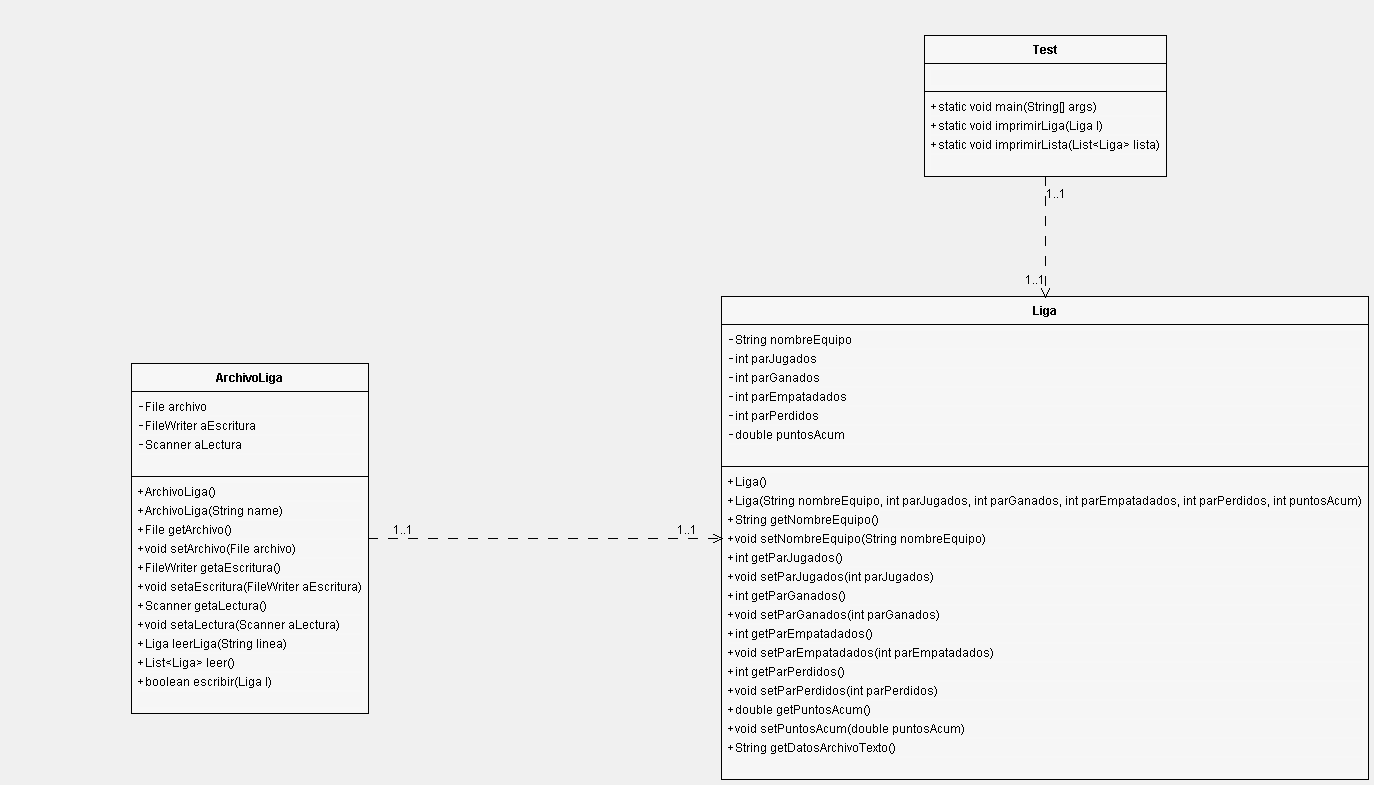 Test
+static void main(String[] args)
+static void imprimirLiga(Liga l)
+static void imprimirLista(List<Liga> lista)
1..1
1..1
Liga
-String nombreEquipo
-int parJugados
-int parGanados
-int parEmpatadados
-int parPerdidos
-double puntosAcum
+Liga()
+Liga(String nombreEquipo, int parJugados, int parGanados, int parEmpatadados, int parPerdidos, int puntosAcum)
+String getNombreEquipo()
+void setNombreEquipo(String nombreEquipo)
+int getParJugados()
+void setParJugados(int parJugados)
+int getParGanados()
+void setParGanados(int parGanados)
+int getParEmpatadados()
+void setParEmpatadados(int parEmpatadados)
+int getParPerdidos()
+void setParPerdidos(int parPerdidos)
+double getPuntosAcum()
+void setPuntosAcum(double puntosAcum)
+String getDatosArchivoTexto()
ArchivoLiga
-File archivo
-FileWriter aEscritura
-Scanner aLectura
+ArchivoLiga()
+ArchivoLiga(String name)
+File getArchivo()
+void setArchivo(File archivo)
+FileWriter getaEscritura()
+void setaEscritura(FileWriter aEscritura)
+Scanner getaLectura()
+void setaLectura(Scanner aLectura)
+Liga leerLiga(String linea)
+List<Liga> leer()
+boolean escribir(Liga l)
1..1
1..1